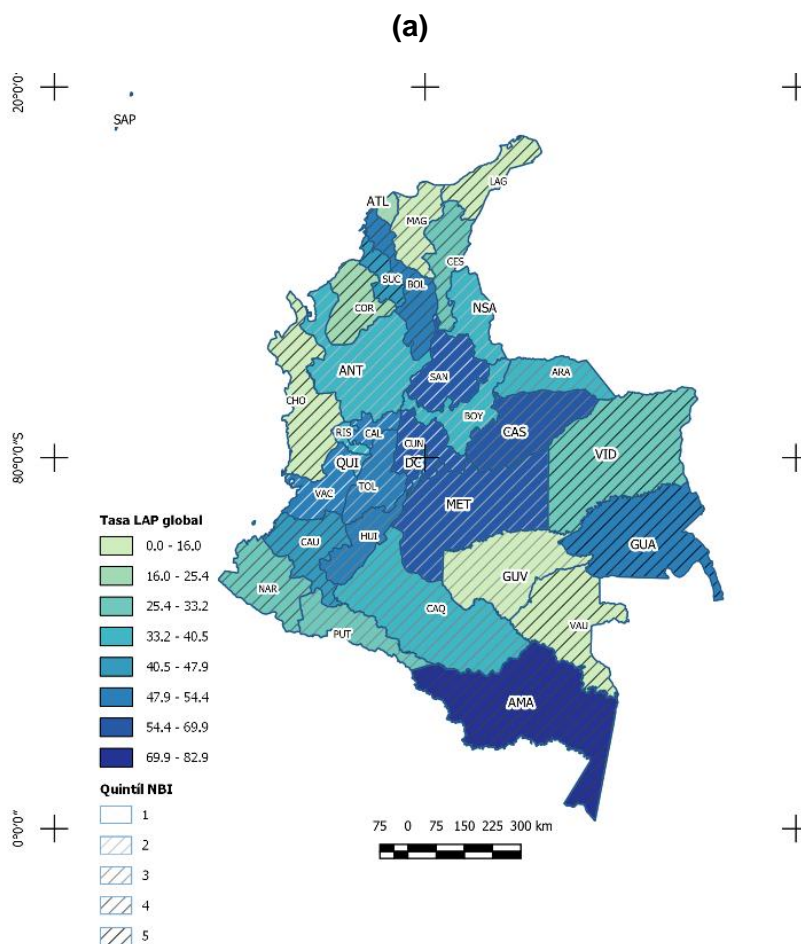 (a)
20°0'0"
SAP
LAG
ATL
MAG
CES
SUC
BOL
COR
NSA
ANT
SAN
ARA
CHO
BOY
RIS
CAL
CUN
CAS
80°0'0"S
QUI
DC
VID
VAC
TOL
MET
Tasa LAP global
0,0 - 16.0
16.0 - 25.4
25.4 - 33.2
33.2 - 40.5
40.5 - 47.9
47.9 - 54.4
54.4 - 69.9
69.9 - 82.9
CAU
HUI
GUA
GUV
NAR
CAQ
VAU
PUT
AMA
Quintíl NBI
1
2
3
4
5
0°0'0"
75 0 75 150 225 300 km